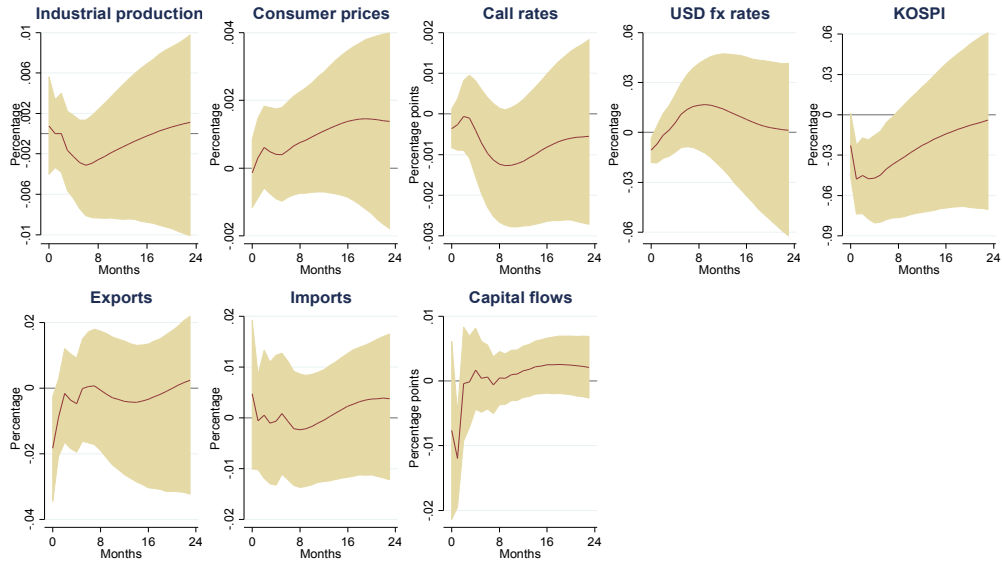 Industrial production
Percentage
.01
.006
.002
-.002
-.006
-.01
0 8 16 24
Months
Consumer prices
Percentage
.004
.002
0
-.002
0 8 16 24
Months
Call rates
Percentage points
.002
.001
0
-.001
-.002
-.003
0 8 16 24
Months
USD fx rates
Percentage
.06
.03
0
-.03
-.06
0 8 16 24
Months
KOSPI
Percentage
0
-.03
-.06
-.09
0 8 16 24
Months
Exports
Percentage
.02
0
-.02
-.04
0 8 16 24
Months
Imports
Percentage
.02
.01
0
-.01
-.02
0 8 16 24
Months
Capital flows
Percentage points
.01
0
-.01
-.02
0 8 16 24
Months